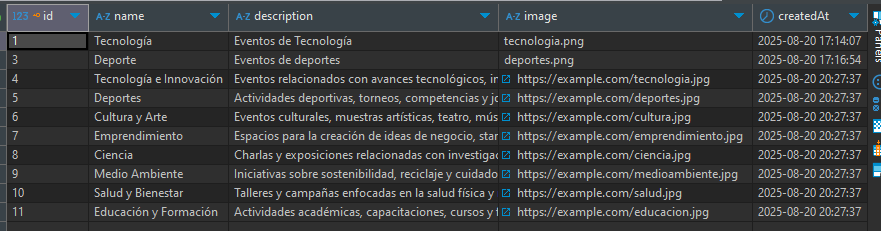 123 id A-Z name A-Z description A-Z image createdAt
1 Tecnología Eventos de Tecnología tecnologia.png 2025-08-20 17:14:07
3 Deporte Eventos de deportes deportes.png 2025-08-20 17:16:54
4 Tecnología e Innovación Eventos relacionados con avances tecnológicos, in https://example.com/tecnologia.jpg 2025-08-20 20:27:37
5 Deportes Actividades deportivas, torneos, competencias y jo https://example.com/deportes.jpg 2025-08-20 20:27:37
6 Cultura y Arte Eventos culturales, muestras artísticas, teatro, mús https://example.com/cultura.jpg 2025-08-20 20:27:37
7 Emprendimiento Espacios para la creación de ideas de negocio, star https://example.com/emprendimiento.jpg 2025-08-20 20:27:37
8 Ciencia Charlas y exposiciones relacionadas con investiga https://example.com/ciencia.jpg 2025-08-20 20:27:37
9 Medio Ambiente Iniciativas sobre sostenibilidad, reciclaje y cuidado https://example.com/medioambiente.jpg 2025-08-20 20:27:37
10 Salud y Bienestar Talleres y campañas enfocadas en la salud física y https://example.com/salud.jpg 2025-08-20 20:27:37
11 Educación y Formación Actividades académicas, capacitaciones, cursos y https://example.com/educacion.jpg 2025-08-20 20:27:37
Panels